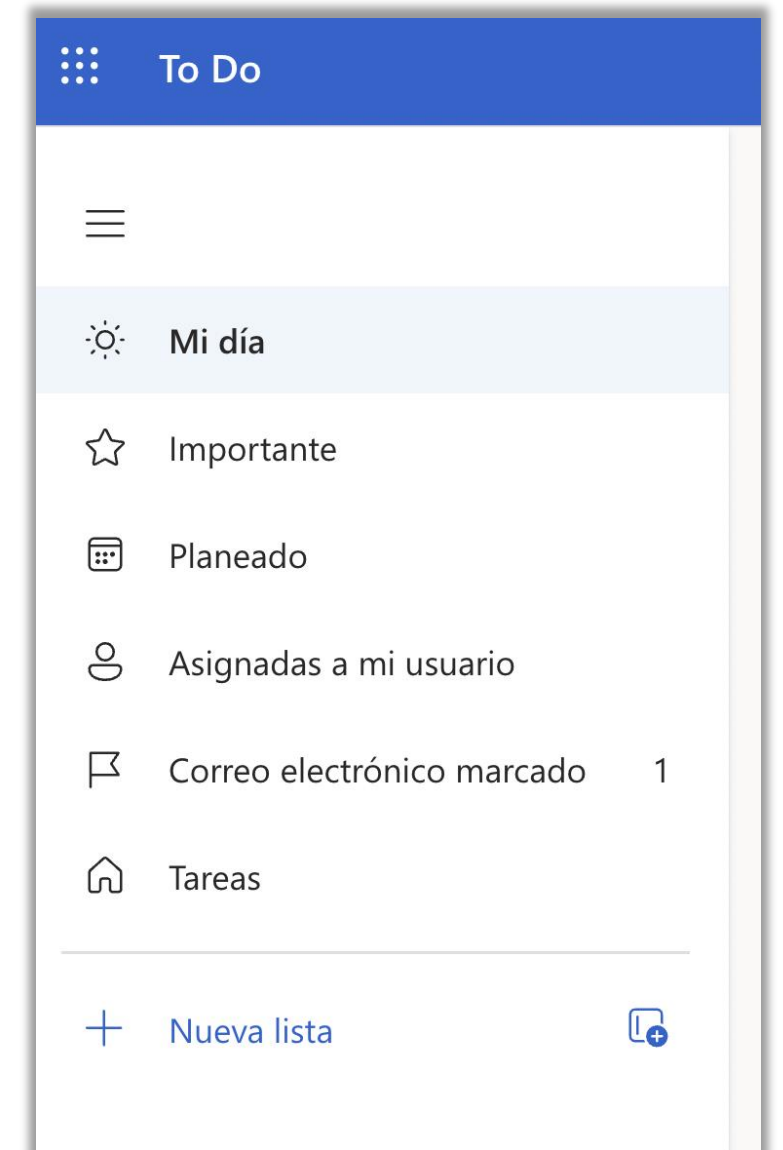 To Do
Mi día
Importante
Planeado
Asignadas a mi usuario
Correo electrónico marcado 1
Tareas
Nueva lista